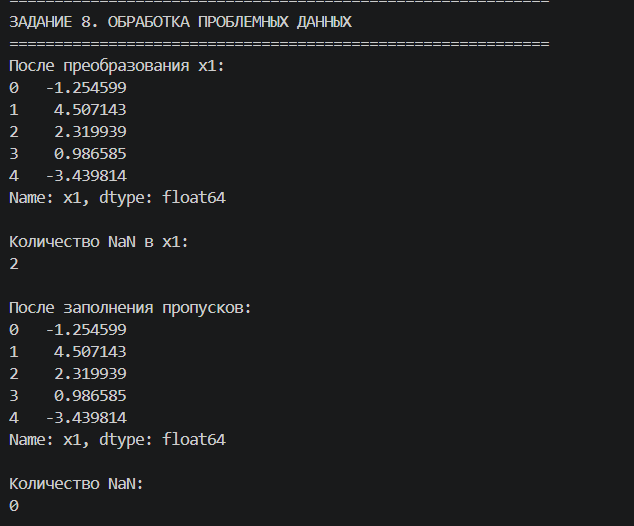 ============================================================
ЗАДАНИЕ 8. ОБРАБОТКА ПРОБЛЕМНЫХ ДАННЫХ
============================================================
После преобразования x1:
0   -1.254599
1    4.507143
2    2.319939
3    0.986585
4   -3.439814
Name: x1, dtype: float64
Количество NaN в x1:
2
После заполнения пропусков:
0   -1.254599
1    4.507143
2    2.319939
3    0.986585
4   -3.439814
Name: x1, dtype: float64
Количество NaN:
0